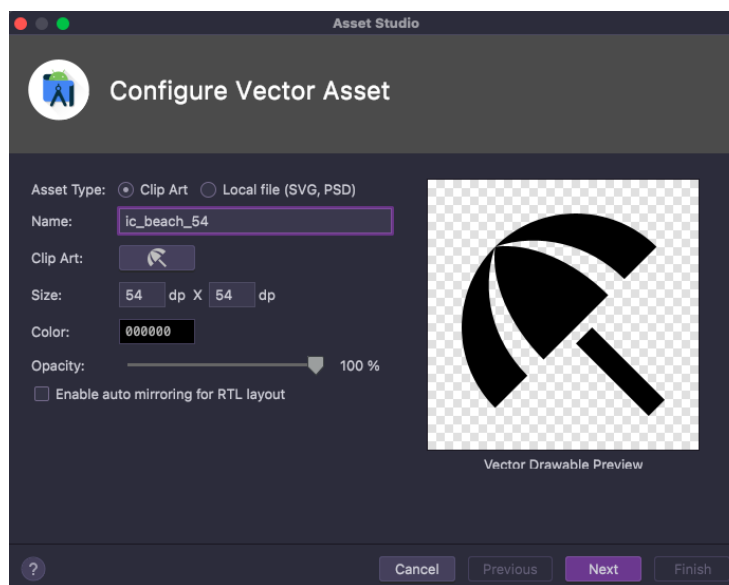 Asset Studio
Configure Vector Asset
Asset Type: Clip Art Local file (SVG, PSD)
Name: ic_beach_54
Clip Art:
Size: 54 dp X 54 dp
Color: 000000
Opacity: 100 %
Enable auto mirroring for RTL layout
Vector Drawable Preview
? Cancel Previous Next Finish